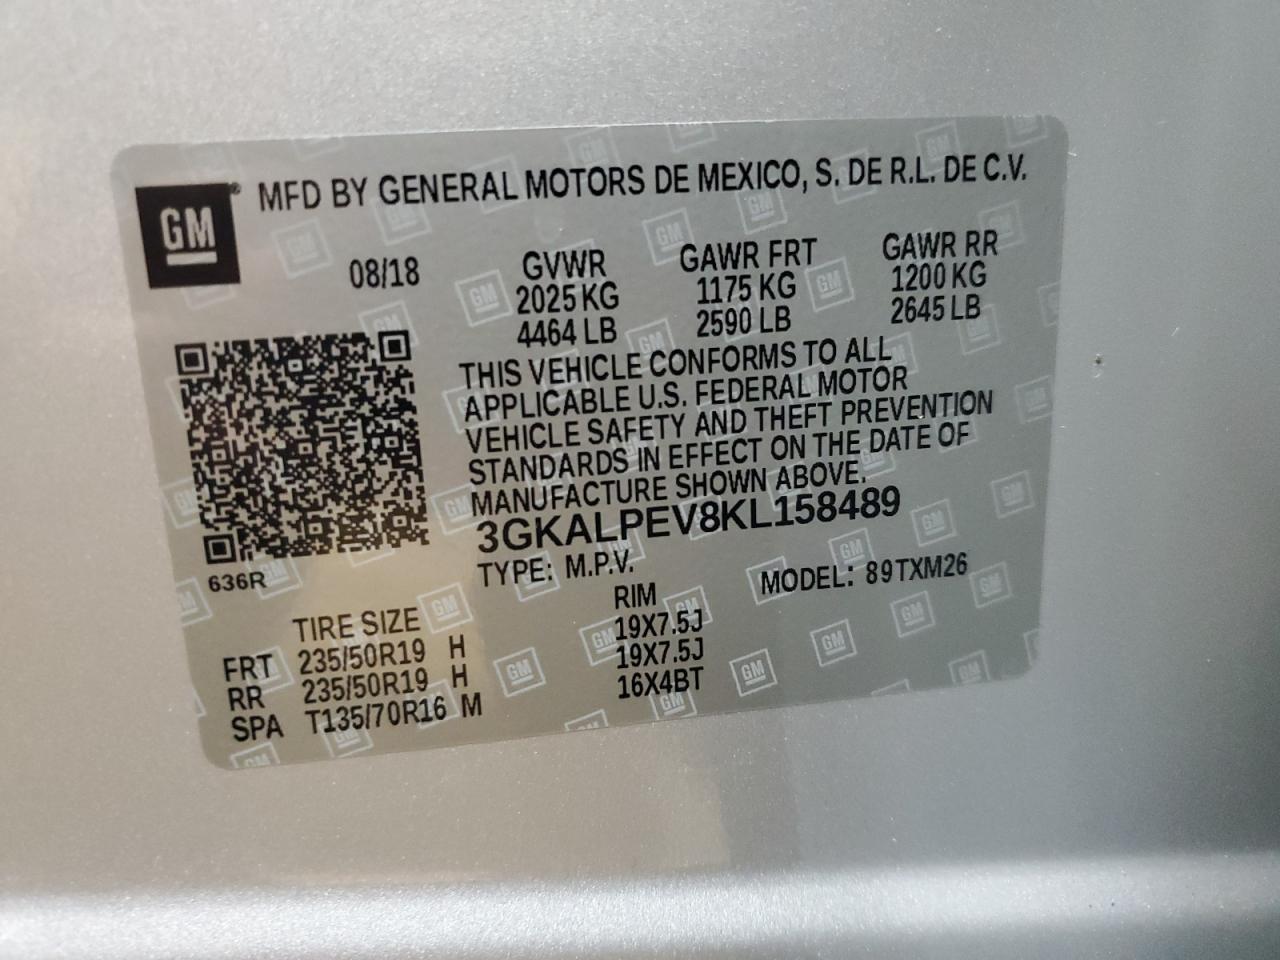 GM® MFD BY GENERAL MOTORS DE MEXICO, S. DE R.L. DE C.V.
08/18 GVWR GAWR FRT GAWR RR
2025 KG 1175 KG 1200 KG
4464 LB 2590 LB 2645 LB
THIS VEHICLE CONFORMS TO ALL
APPLICABLE U.S. FEDERAL MOTOR
VEHICLE SAFETY AND THEFT PREVENTION
STANDARDS IN EFFECT ON THE DATE OF
MANUFACTURE SHOWN ABOVE.
3GKALPEV8KL158489
636R TYPE: M.P.V. MODEL: 89TXM26
TIRE SIZE RIM
FRT 235/50R19 H 19X7.5J
RR 235/50R19 H 19X7.5J
SPA T135/70R16 M 16X4BT